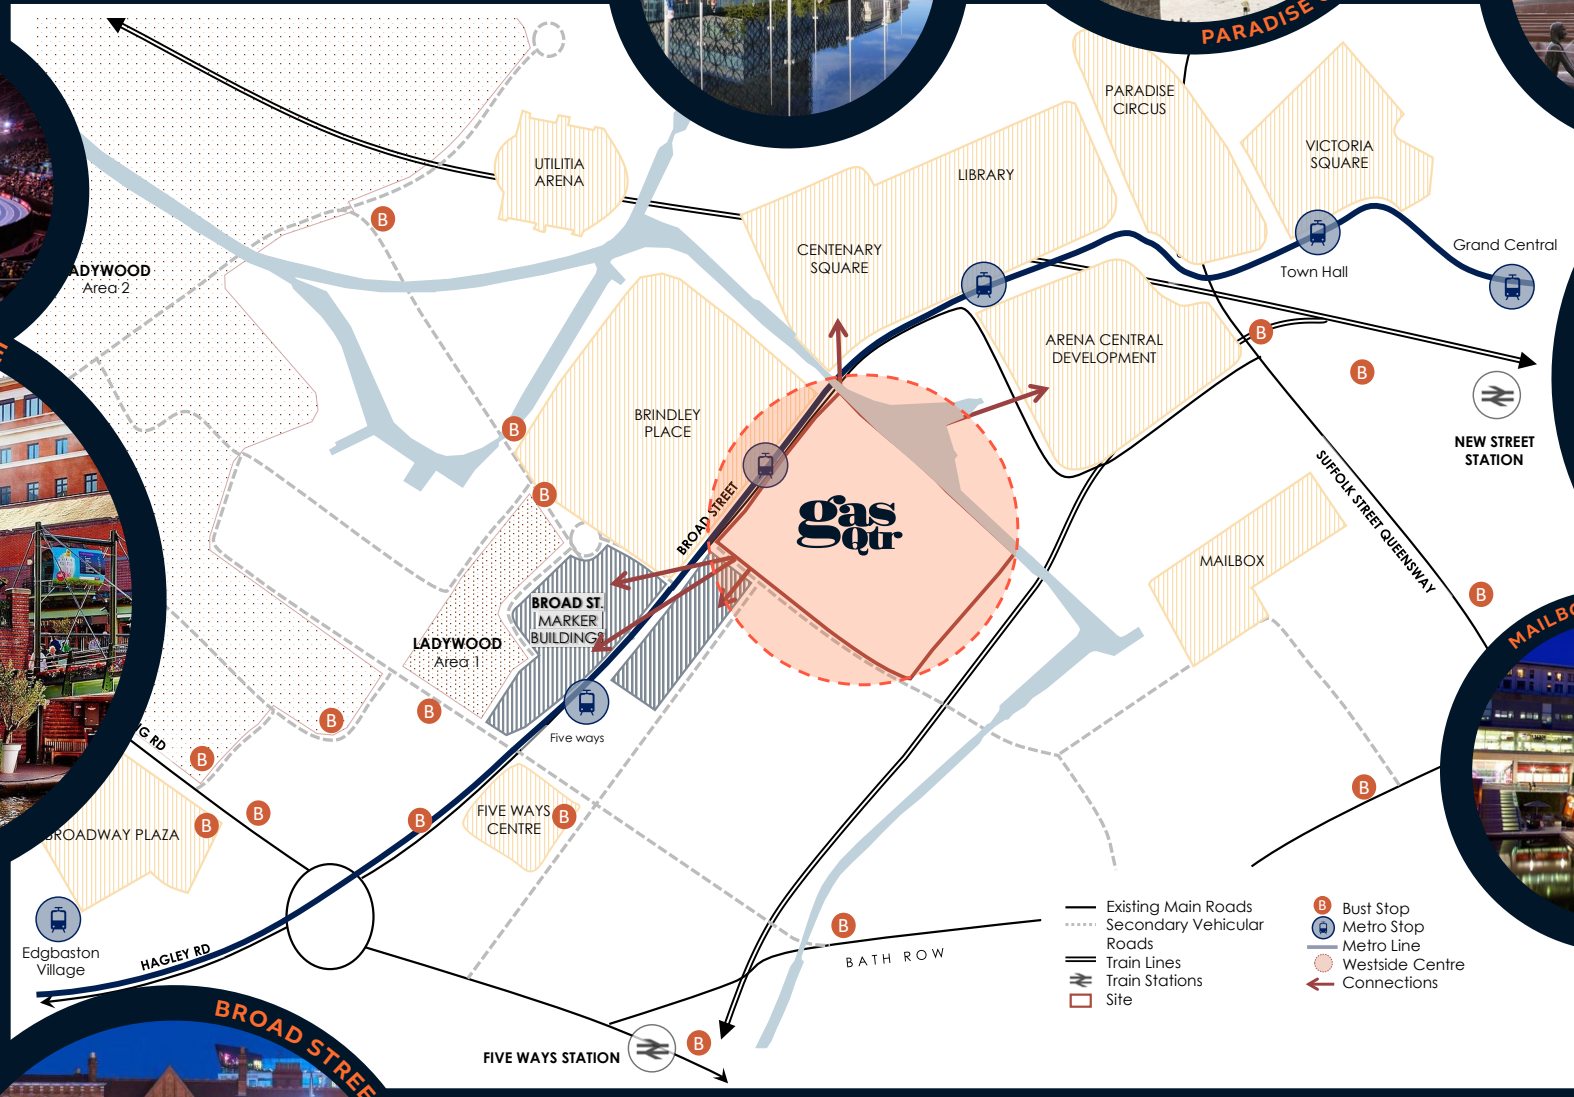 PARADISE
PARADISE
CIRCUS
VICTORIA
SQUARE
UTILITIA
ARENA
LIBRARY
CENTENARY
SQUARE
Grand Central
Town Hall
B
ADYWOOD
Area 2
B
ARENA CENTRAL
DEVELOPMENT
B
BRINDLEY
PLACE
B
NEW STREET
STATION
B
SUFFOLK STREET QUEENSWAY
BROAD STREET
gas
Qtr
MAILBOX
B
BROAD ST.
MARKER
BUILDINGS
LADYWOOD
Area 1
MAILBO
B
B
Five ways
G RD
B
B
B
FIVE WAYS
CENTRE
B
B
B
BROADWAY PLAZA
B
Edgbaston
Village
HAGLEY RD
B
BATH ROW
Existing Main Roads
Secondary Vehicular
Roads
Train Lines
Train Stations
Site
B Bust Stop
Metro Stop
Metro Line
Westside Centre
Connections
BROAD STREE
FIVE WAYS STATION
B